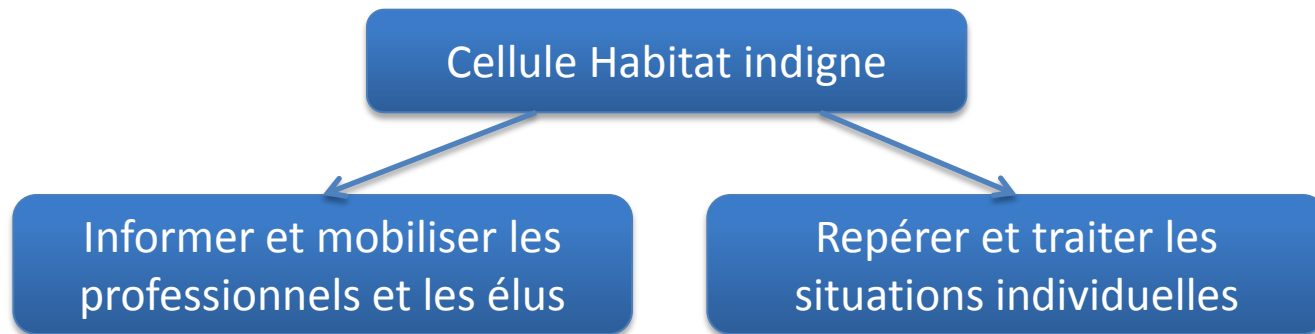 Cellule Habitat indigne
Informer et mobiliser les
professionnels et les élus
Repérer et traiter les
situations individuelles